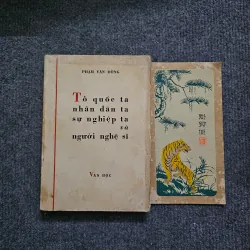 PHẠM VĂN ĐỒNG
Tổ quốc ta
nhân dân ta
sự nghiệp ta
và
người nghệ sĩ
VĂN HỌC